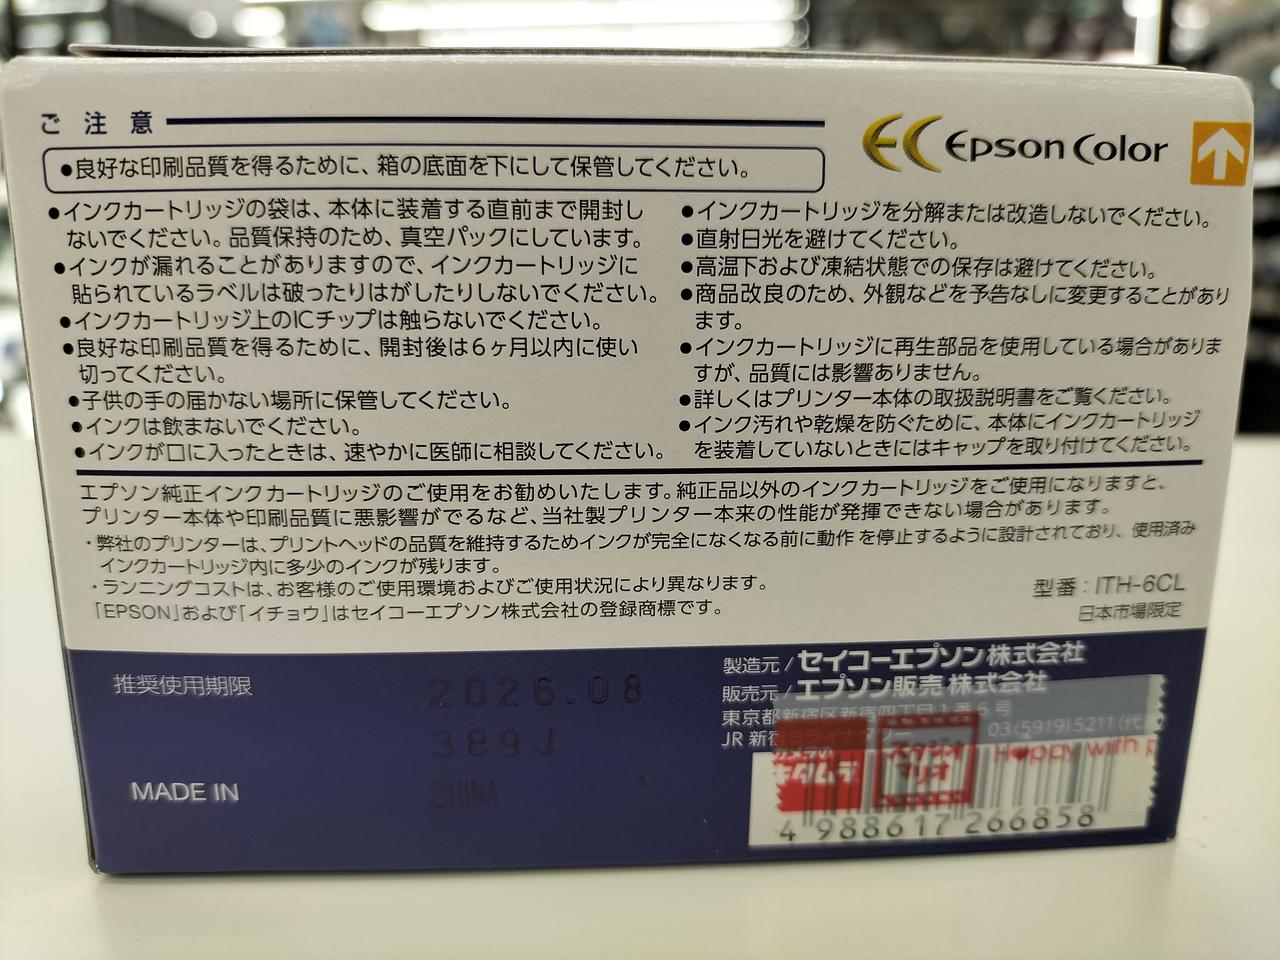 ご注意
●良好な印刷品質を得るために、箱の底面を下にして保管してください。
Epson Color
●インクカートリッジの袋は、本体に装着する直前まで開封し
ないでください。品質保持のため、真空パックにしています。
●インクが漏れることがありますので、インクカートリッジに
貼られているラベルは破ったりはがしたりしないでください。
●インクカートリッジ上のICチップは触らないでください。
●良好な印刷品質を得るために、開封後は6ヶ月以内に使い
切ってください。
●子供の手の届かない場所に保管してください。
●インクは飲まないでください。
●インクが口に入ったときは、速やかに医師に相談してください。
●インクカートリッジを分解または改造しないでください。
●直射日光を避けてください。
●高温下および凍結状態での保存は避けてください。
●商品改良のため、外観などを予告なしに変更することがあり
ます。
●インクカートリッジに再生部品を使用している場合がありま
すが、品質には影響ありません。
●詳しくはプリンター本体の取扱説明書をご覧ください。
●インク汚れや乾燥を防ぐために、本体にインクカートリッジ
を装着していないときにはキャップを取り付けてください。
エプソン純正インクカートリッジのご使用をお勧めいたします。純正品以外のインクカートリッジをご使用になりますと、
プリンター本体や印刷品質に悪影響がでるなど、当社製プリンター本来の性能が発揮できない場合があります。
・弊社のプリンターは、プリントヘッドの品質を維持するためインクが完全になくなる前に動作を停止するように設計されており、使用済み
インクカートリッジ内に多少のインクが残ります。
・ランニングコストは、お客様のご使用環境およびご使用状況により異なります。
「EPSON」および「イチョウ」はセイコーエプソン株式会社の登録商標です。
型番：ITH-6CL
日本市場限定
推奨使用期限
2026.08
389J
MADE IN
CHINA
製造元/セイコーエプソン株式会社
販売元/エプソン販売株式会社
東京都新宿区新宿四丁目1番6号
JR 新宿ミライナタワー
03(5919)5211(代
カメラの
キタムラ
スタジオ
マリオ
Happy with p
4 988617 266858